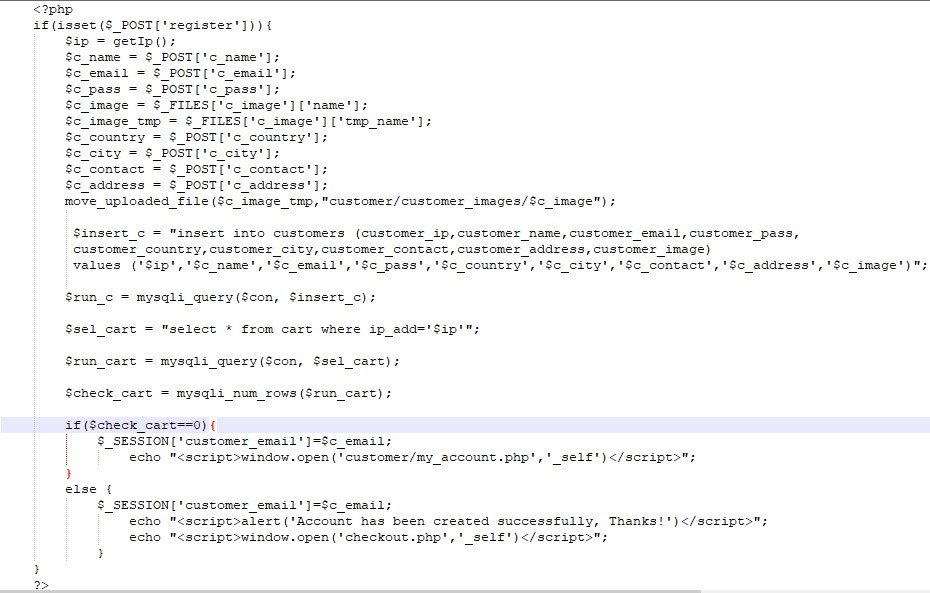 <?php
if(isset($_POST['register'])){
$ip = getIp();
$c_name = $_POST['c_name'];
$c_email = $_POST['c_email'];
$c_pass = $_POST['c_pass'];
$c_image = $_FILES['c_image']['name'];
$c_image_tmp = $_FILES['c_image']['tmp_name'];
$c_country = $_POST['c_country'];
$c_city = $_POST['c_city'];
$c_contact = $_POST['c_contact'];
$c_address = $_POST['c_address'];
move_uploaded_file($c_image_tmp,"customer/customer_images/$c_image");
$insert_c = "insert into customers (customer_ip,customer_name,customer_email,customer_pass,
customer_country,customer_city,customer_contact,customer_address,customer_image)
values ('$ip','$c_name','$c_email','$c_pass','$c_country','$c_city','$c_contact','$c_address','$c_image')";
$run_c = mysqli_query($con, $insert_c);
$sel_cart = "select * from cart where ip_add='$ip'";
$run_cart = mysqli_query($con, $sel_cart);
$check_cart = mysqli_num_rows($run_cart);
if($check_cart==0){
$_SESSION['customer_email']=$c_email;
echo "<script>window.open('customer/my_account.php','_self')</script>";
}
else {
$_SESSION['customer_email']=$c_email;
echo "<script>alert('Account has been created successfully, Thanks!')</script>";
echo "<script>window.open('checkout.php','_self')</script>";
}
}
?>